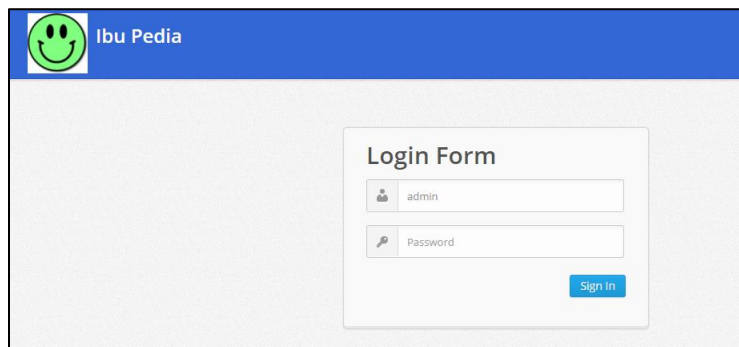 Ibu Pedia
Login Form
admin
Password
Sign In